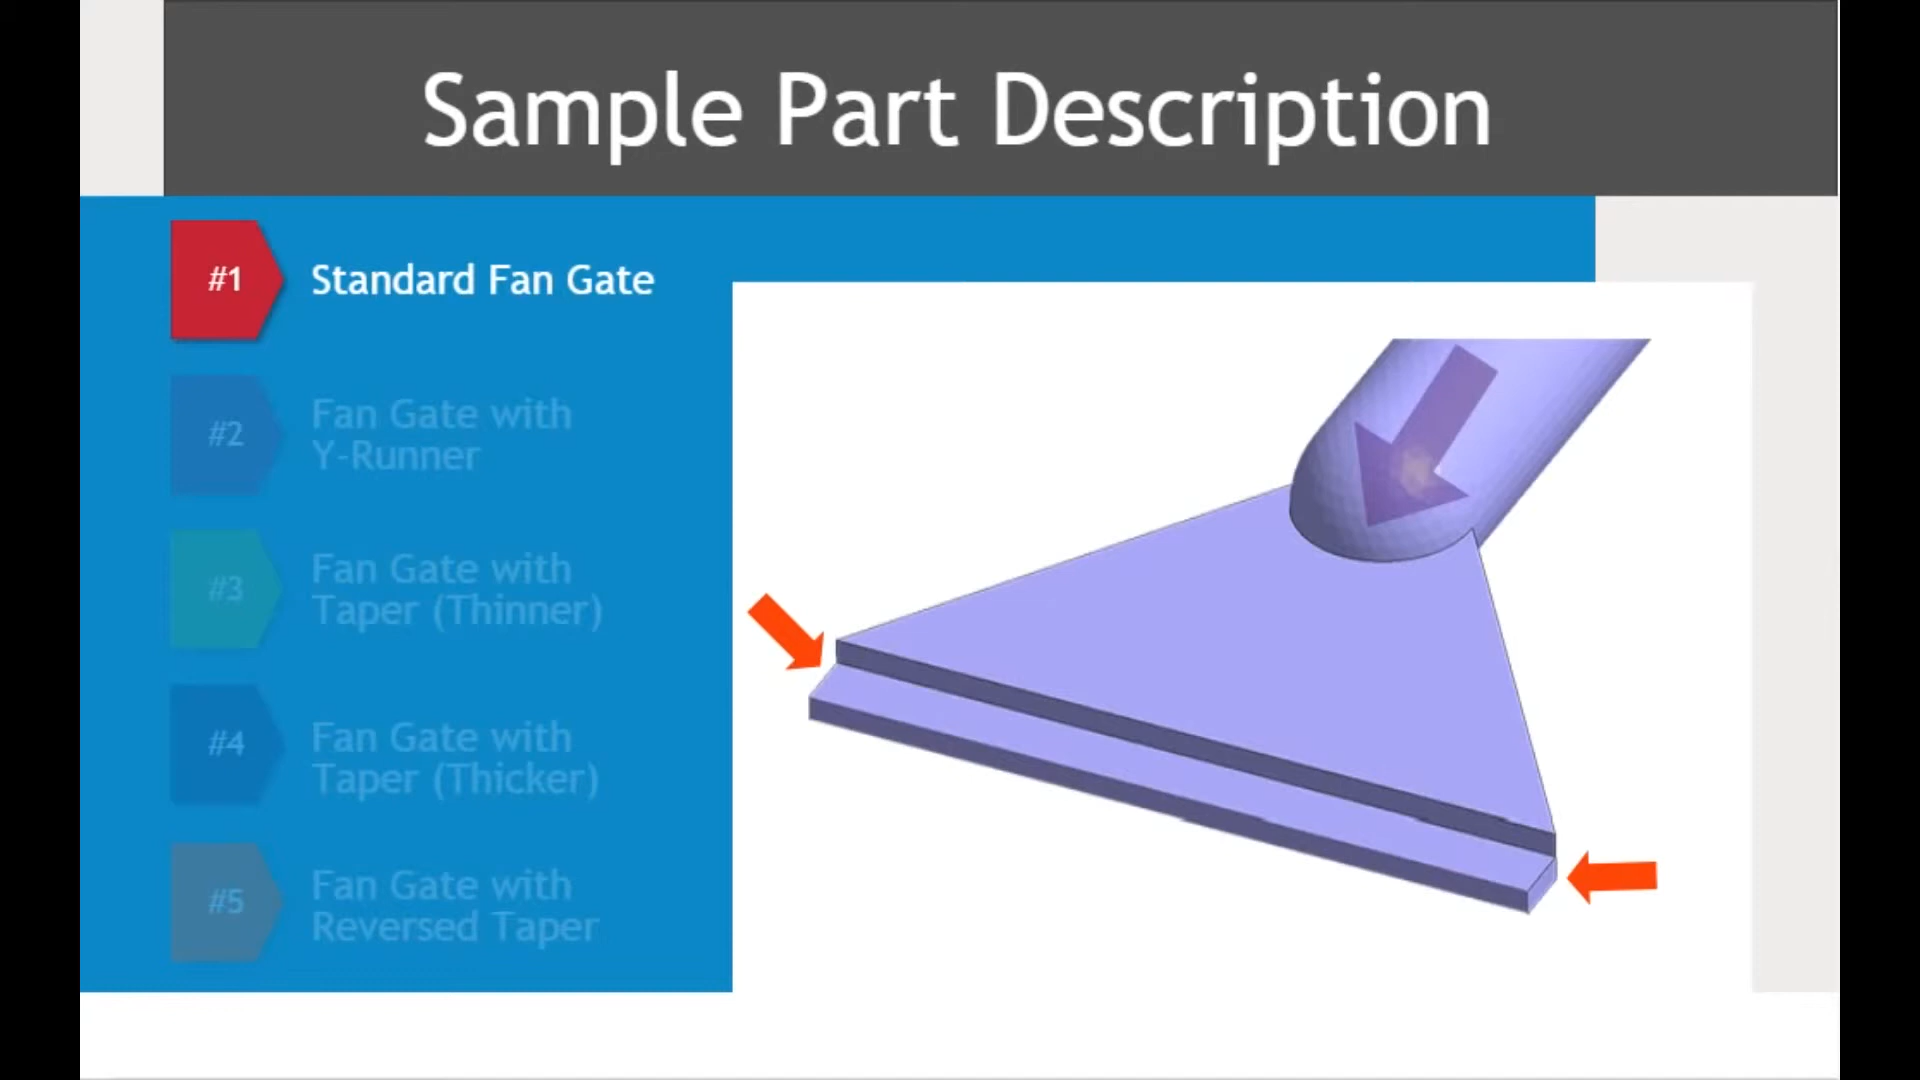 Sample Part Description
#1
Standard Fan Gate
#2
Fan Gate with
Y-Runner
#3
Fan Gate with
Taper (Thinner)
#4
Fan Gate with
Taper (Thicker)
#5
Fan Gate with
Reversed Taper